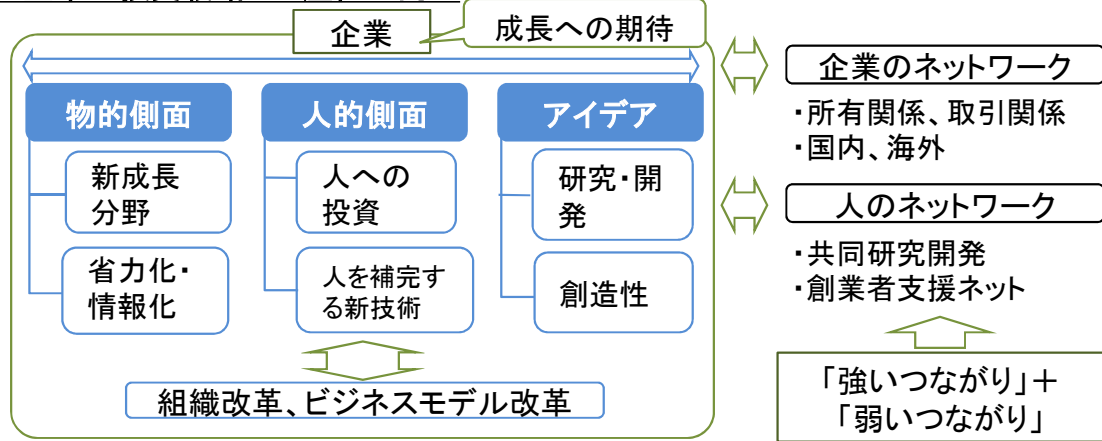 企業
成長への期待
物的側面
新成長
分野
省力化・
情報化
人的側面
人への
投資
人を補完す
る新技術
アイデア
研究・開
発
創造性
組織改革、ビジネスモデル改革
企業のネットワーク
・所有関係、取引関係
・国内、海外
人のネットワーク
・共同研究開発
・創業者支援ネット
「強いつながり」＋
「弱いつながり」